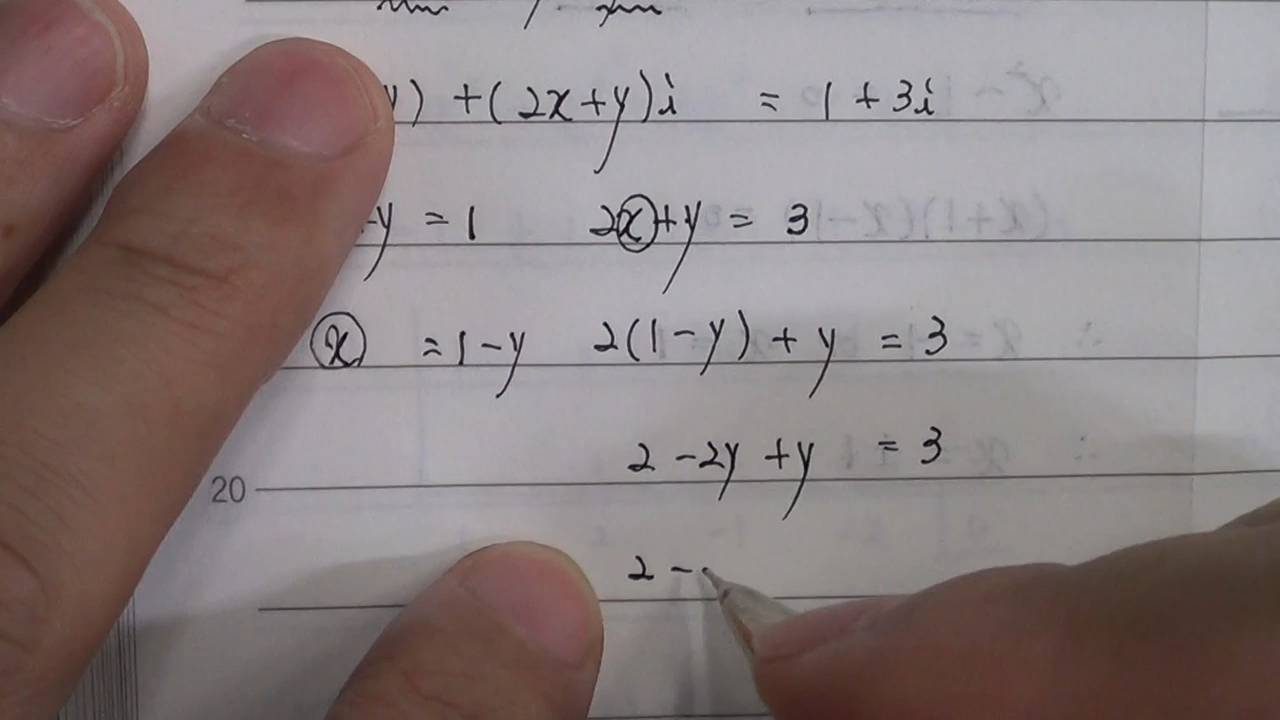 y) + (2x+y)i = 1 + 3i
-y = 1 2x+y = 3
x = 1-y 2(1-y) + y = 3
2 -2y +y = 3
20
2 -